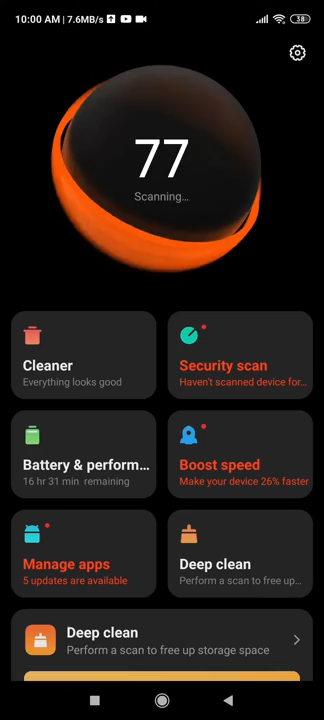 10:00 AM | 7.6MB/s
38
77
Scanning...
Cleaner
Everything looks good
Security scan
Haven't scanned device for...
Battery & perform...
16 hr 31 min remaining
Boost speed
Make your device 26% faster
Manage apps
5 updates are available
Deep clean
Perform a scan to free up...
Deep clean
Perform a scan to free up storage space